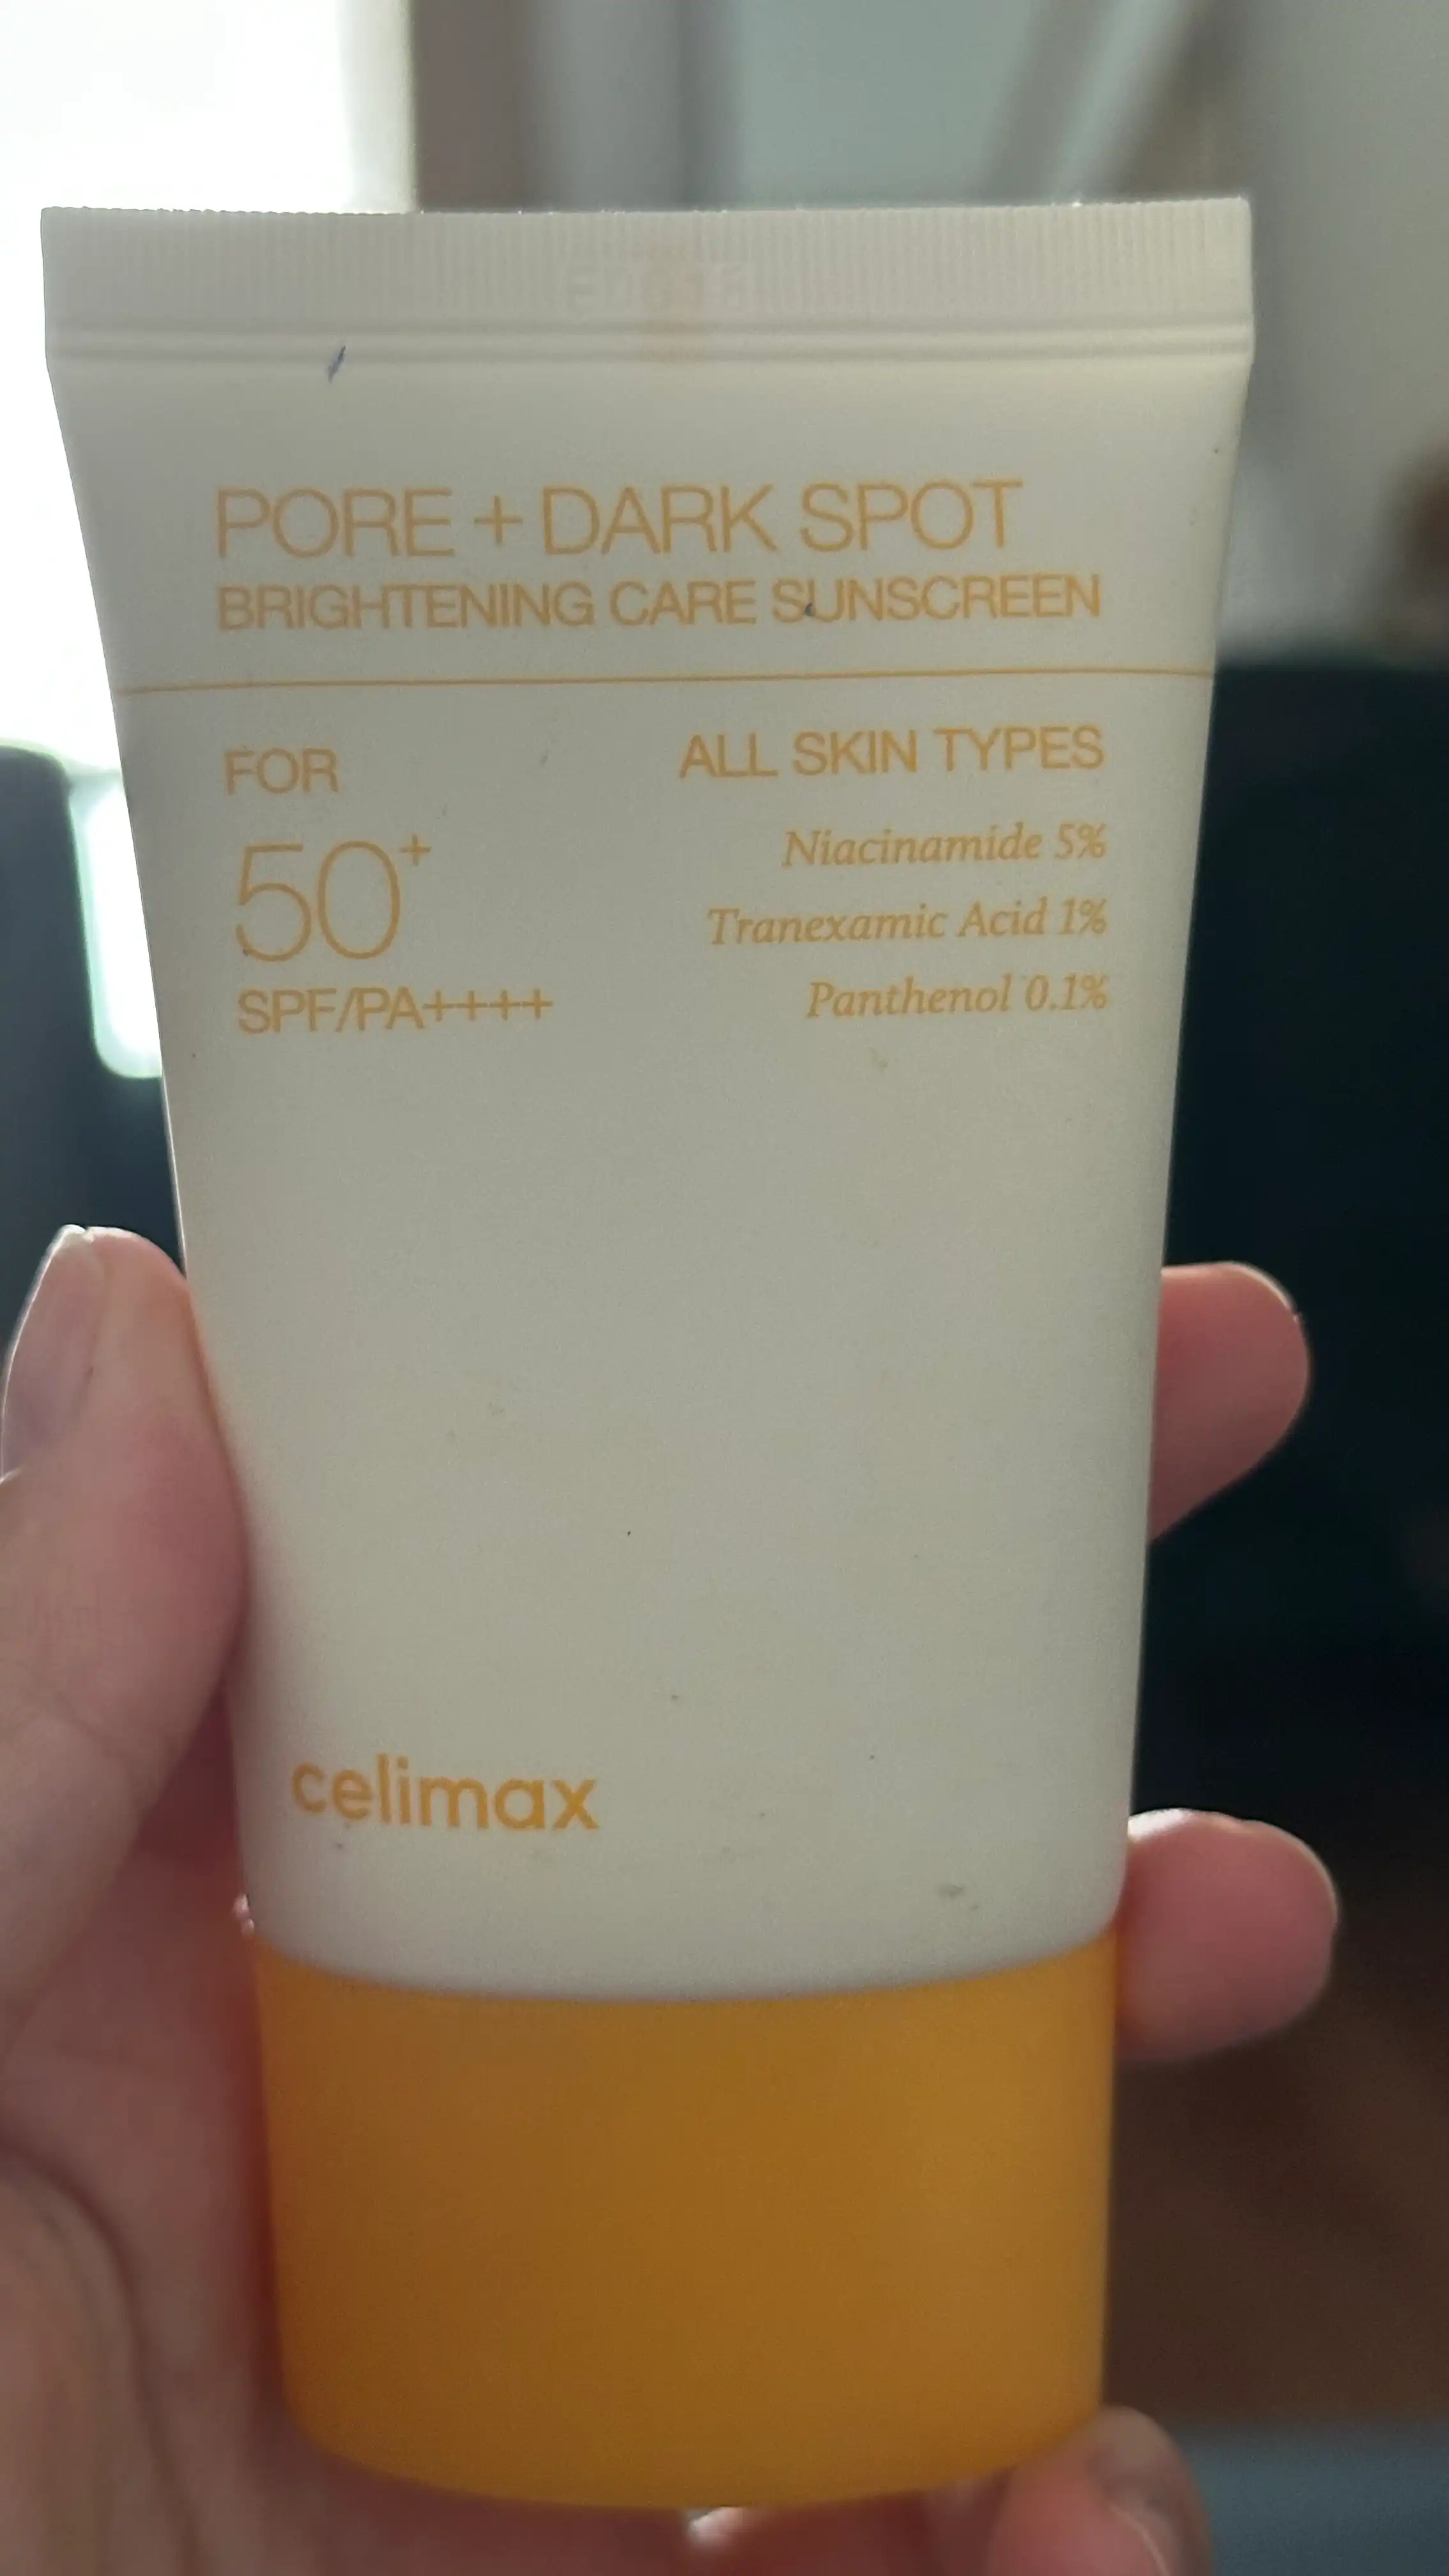 PORE + DARK SPOT
BRIGHTENING CARE SUNSCREEN
FOR
ALL SKIN TYPES
50+
SPF/PA++++
Niacinamide 5%
Tranexamic Acid 1%
Panthenol 0.1%
celimax